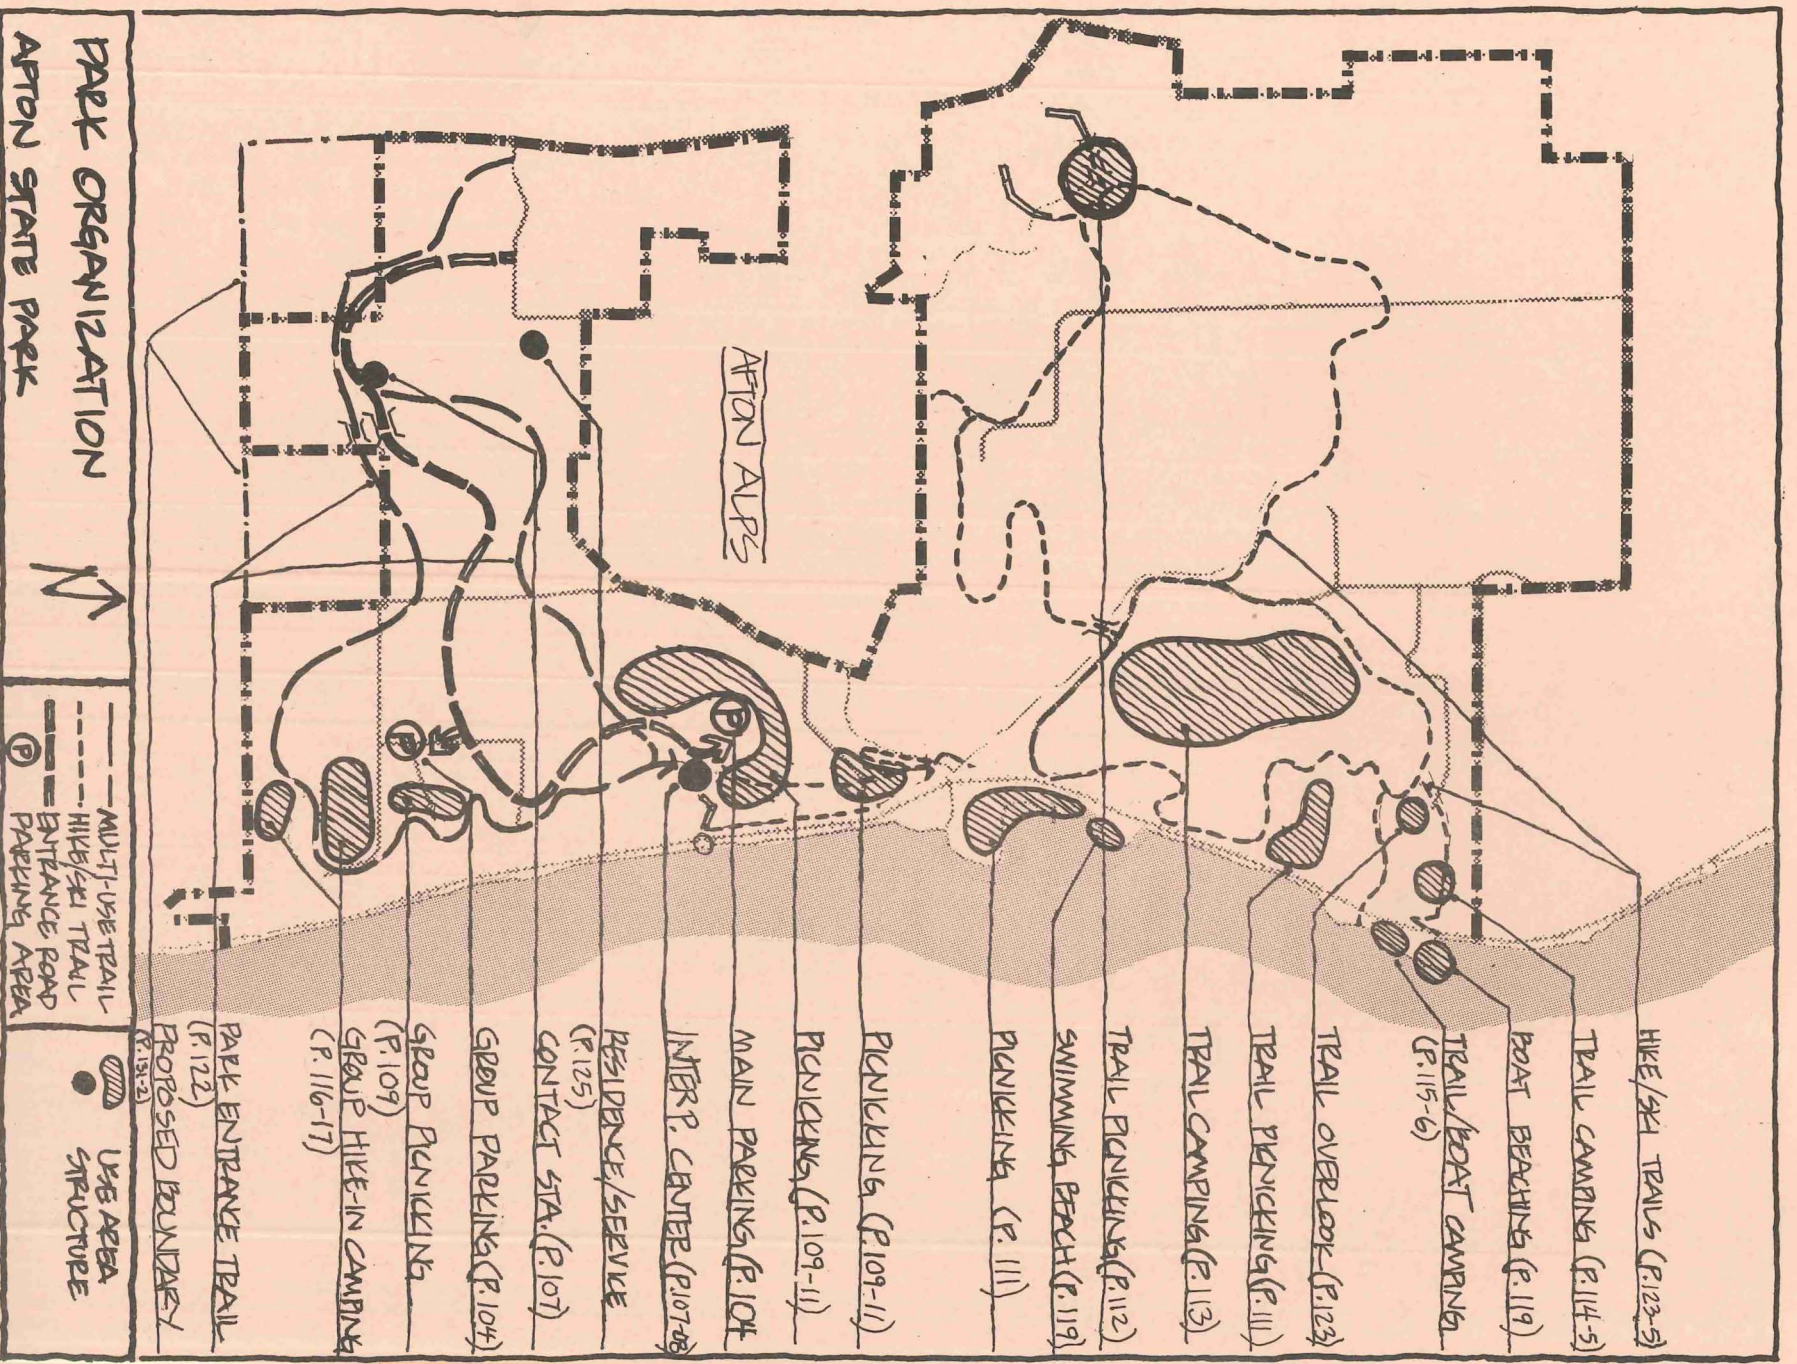 PARK ORGANIZATION
AFTON STATE PARK
MULTI-USE TRAIL
HIKE/SKI TRAIL
ENTRANCE ROAD
P PARKING AREA
USE AREA
STRUCTURE
AFTON ALPS
P
P
HIKE/SKI TRAILS (P.123-5)
TRAIL CAMPING (P.114-5)
BOAT BEACHING (P.119)
TRAIL/BOAT CAMPING
(P.115-6)
TRAIL OVERLOOK (P.123)
TRAIL PICNICKING (P.111)
TRAIL CAMPING (P.113)
TRAIL PICNICKING (P.112)
SWIMMING BEACH (P.119)
PICNICKING (P.111)
PICNICKING (P.109-11)
PICNICKING (P.109-11)
MAIN PARKING (P.104
INTERP. CENTER (P.107-08)
RESIDENCE/SERVICE
(P.125)
CONTACT STA. (P.107)
GROUP PARKING (P.104)
GROUP PICNICKING
(P.109)
GROUP HIKE-IN CAMPING
(P.116-17)
PARK ENTRANCE TRAIL
(P.122)
PROPOSED BOUNDARY
(P.131-2)